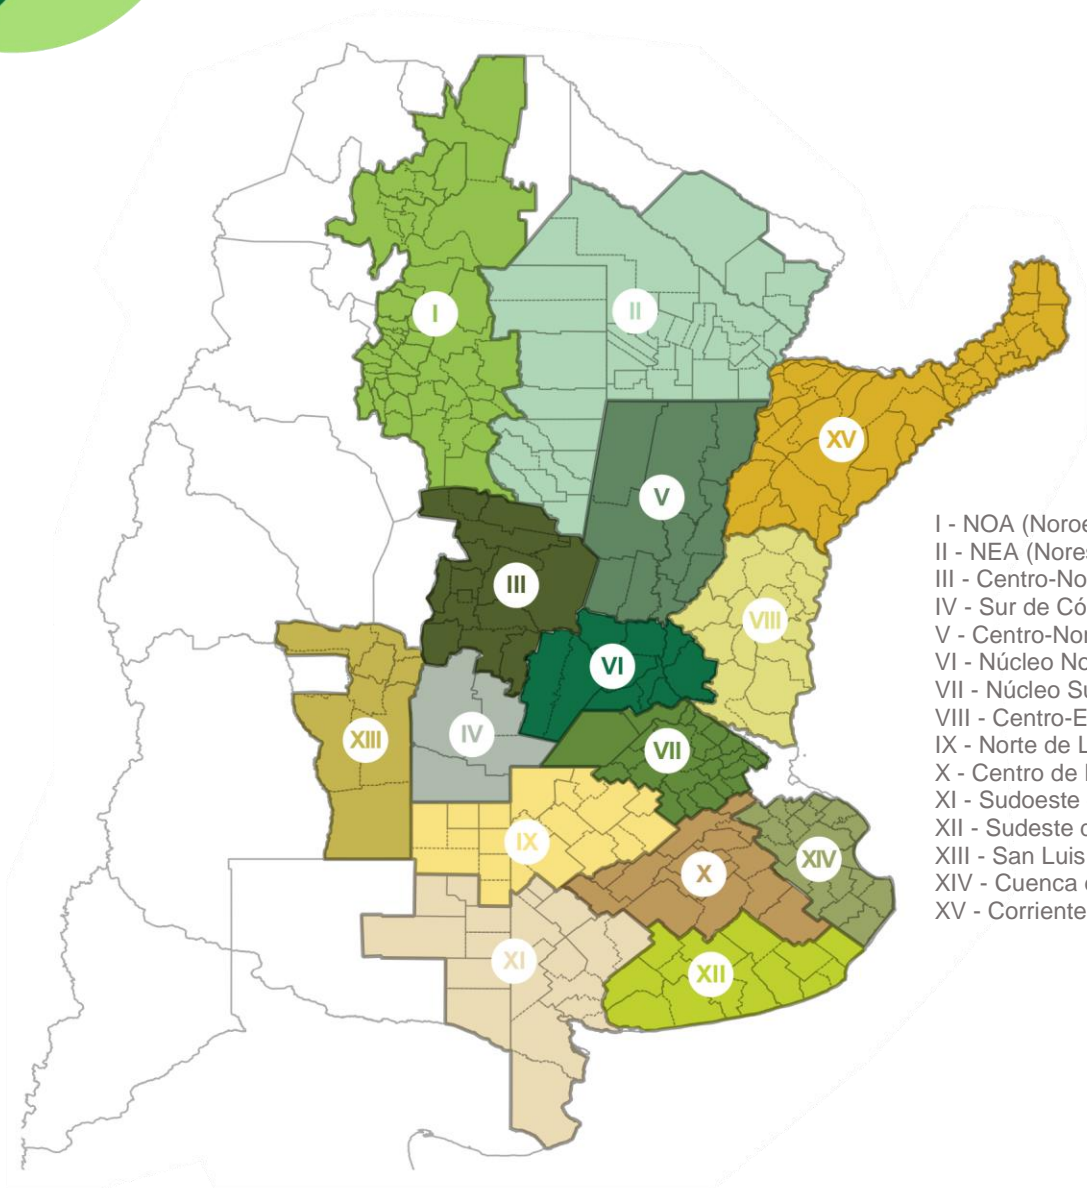 I
II
XV
V
III
VIII
VI
XIII
IV
VII
IX
XIV
X
XI
XII
I - NOA (Noroe
II - NEA (Nores
III - Centro-No
IV - Sur de Có
V - Centro-Nor
VI - Núcleo No
VII - Núcleo Su
VIII - Centro-E
IX - Norte de L
X - Centro de
XI - Sudoeste
XII - Sudeste d
XIII - San Luis
XIV - Cuenca
XV - Corriente